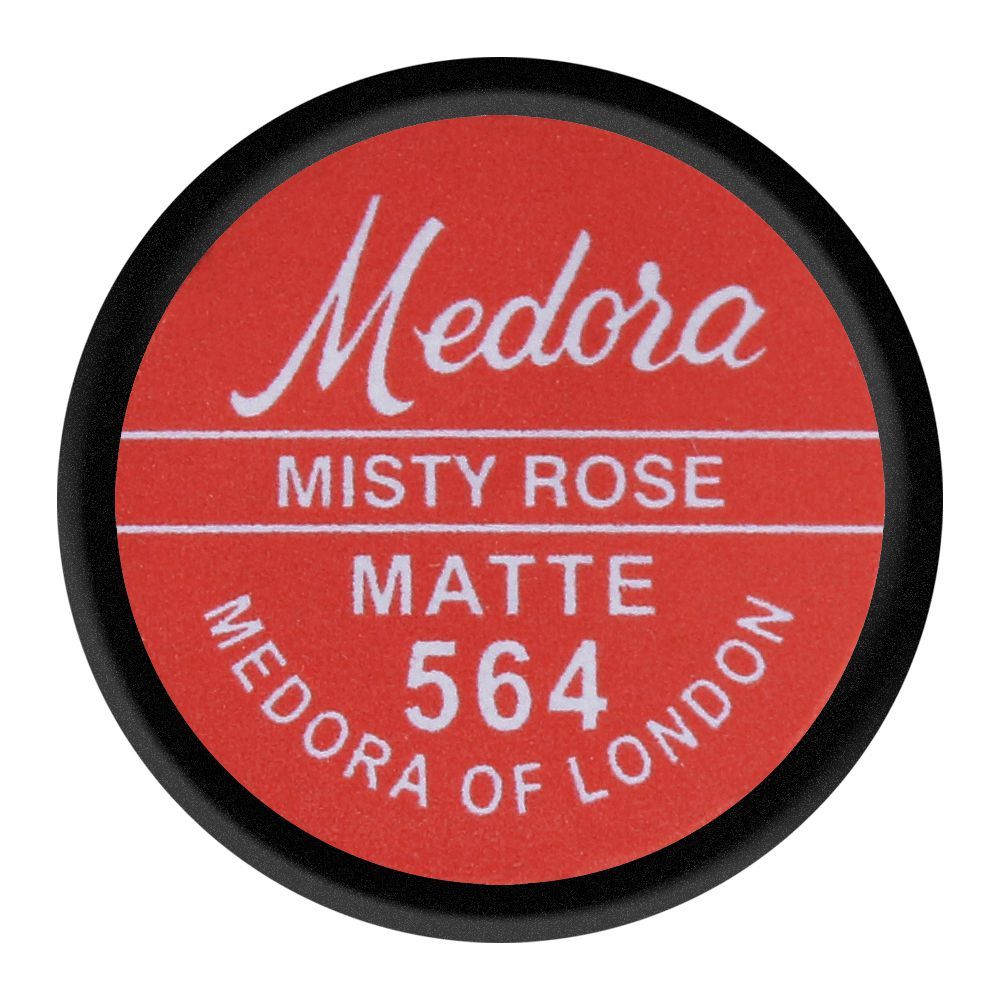 Medora
MISTY ROSE
MATTE
564
MEDORA OF LONDON